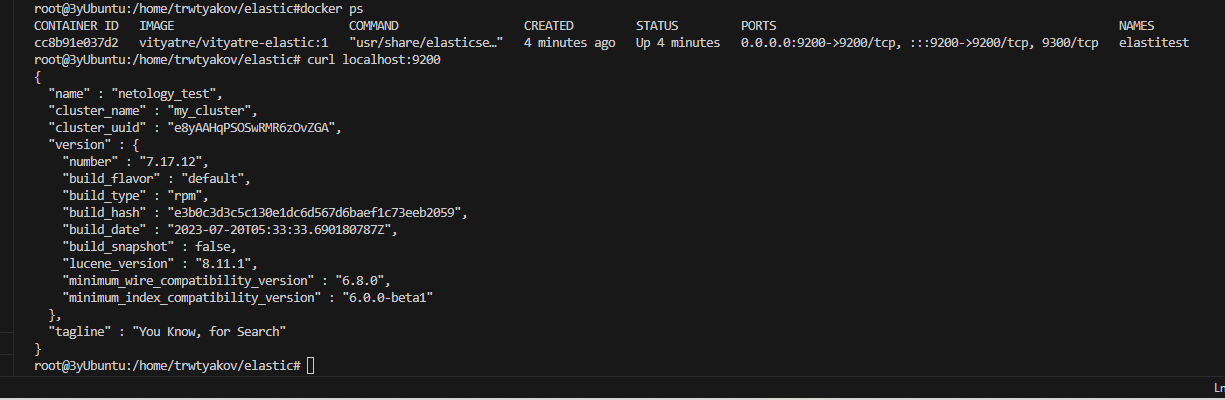 root@3yUbuntu:/home/trwtyakov/elastic#docker ps
CONTAINER ID   IMAGE                        COMMAND                  CREATED         STATUS         PORTS                                                 NAMES
cc8b91e037d2   vityatre/vityatre-elastic:1   "usr/share/elasticse…"   4 minutes ago   Up 4 minutes   0.0.0.0:9200->9200/tcp, :::9200->9200/tcp, 9300/tcp   elastitest
root@3yUbuntu:/home/trwtyakov/elastic# curl localhost:9200
{
  "name" : "netology_test",
  "cluster_name" : "my_cluster",
  "cluster_uuid" : "e8yAAHqPSOSwRMR6zOvZGA",
  "version" : {
    "number" : "7.17.12",
    "build_flavor" : "default",
    "build_type" : "rpm",
    "build_hash" : "e3b0c3d3c5c130e1dc6d567d6baef1c73eeb2059",
    "build_date" : "2023-07-20T05:33:33.690180787Z",
    "build_snapshot" : false,
    "lucene_version" : "8.11.1",
    "minimum_wire_compatibility_version" : "6.8.0",
    "minimum_index_compatibility_version" : "6.0.0-beta1"
  },
  "tagline" : "You Know, for Search"
}
root@3yUbuntu:/home/trwtyakov/elastic#
Ln